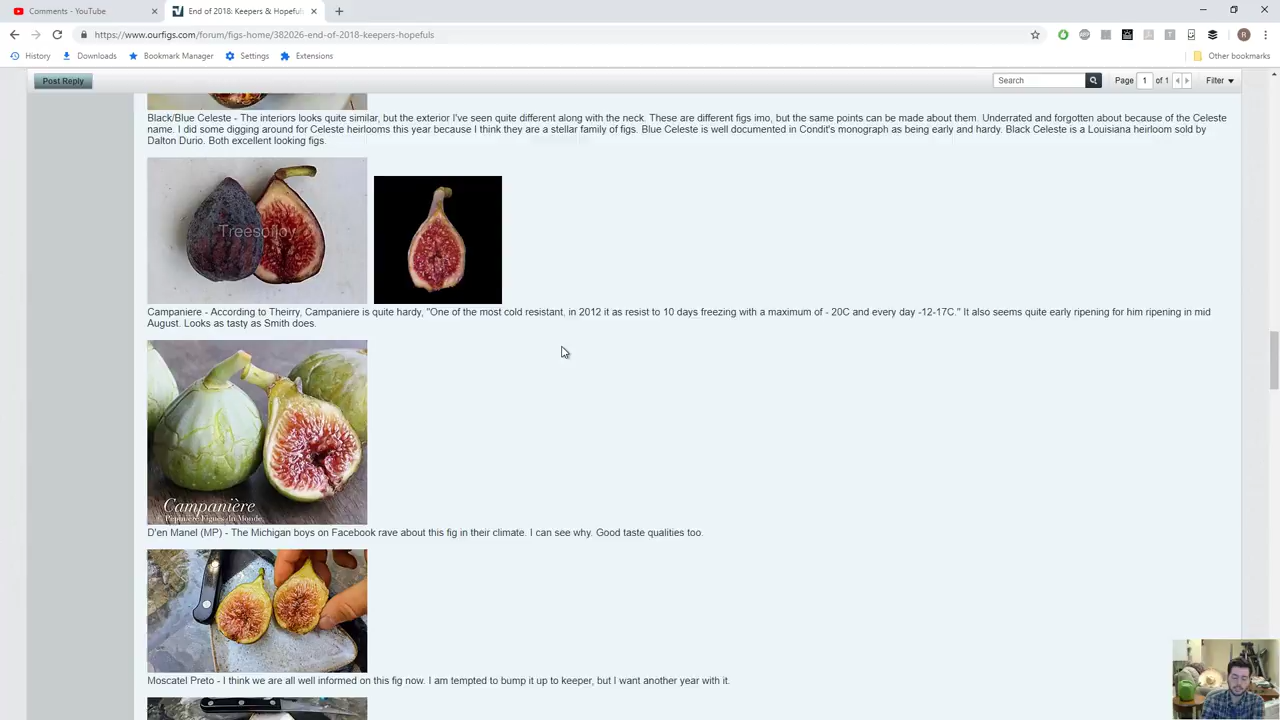 Comments - YouTube
End of 2018: Keepers & Hopefuls
https://www.ourfigs.com/forum/figs-home/382026-end-of-2018-keepers-hopefuls
History Downloads Bookmark Manager Settings Extensions Other bookmarks
Post Reply Search Page 1 of 1 Filter
Black/Blue Celeste - The interiors looks quite similar, but the exterior I've seen quite different along with the neck. These are different figs imo, but the same points can be made about them. Underrated and forgotten about because of the Celeste
name. I did some digging around for Celeste heirlooms this year because I think they are a stellar family of figs. Blue Celeste is well documented in Condit's monograph as being early and hardy. Black Celeste is a Louisiana heirloom sold by
Dalton Durio. Both excellent looking figs.
Treesofjoy
Campaniere - According to Theirry, Campaniere is quite hardy, "One of the most cold resistant, in 2012 it as resist to 10 days freezing with a maximum of - 20C and every day -12-17C." It also seems quite early ripening for him ripening in mid
August. Looks as tasty as Smith does.
Campanière
Pépinière Figues du Monde
D'en Manel (MP) - The Michigan boys on Facebook rave about this fig in their climate. I can see why. Good taste qualities too.
Moscatel Preto - I think we are all well informed on this fig now. I am tempted to bump it up to keeper, but I want another year with it.